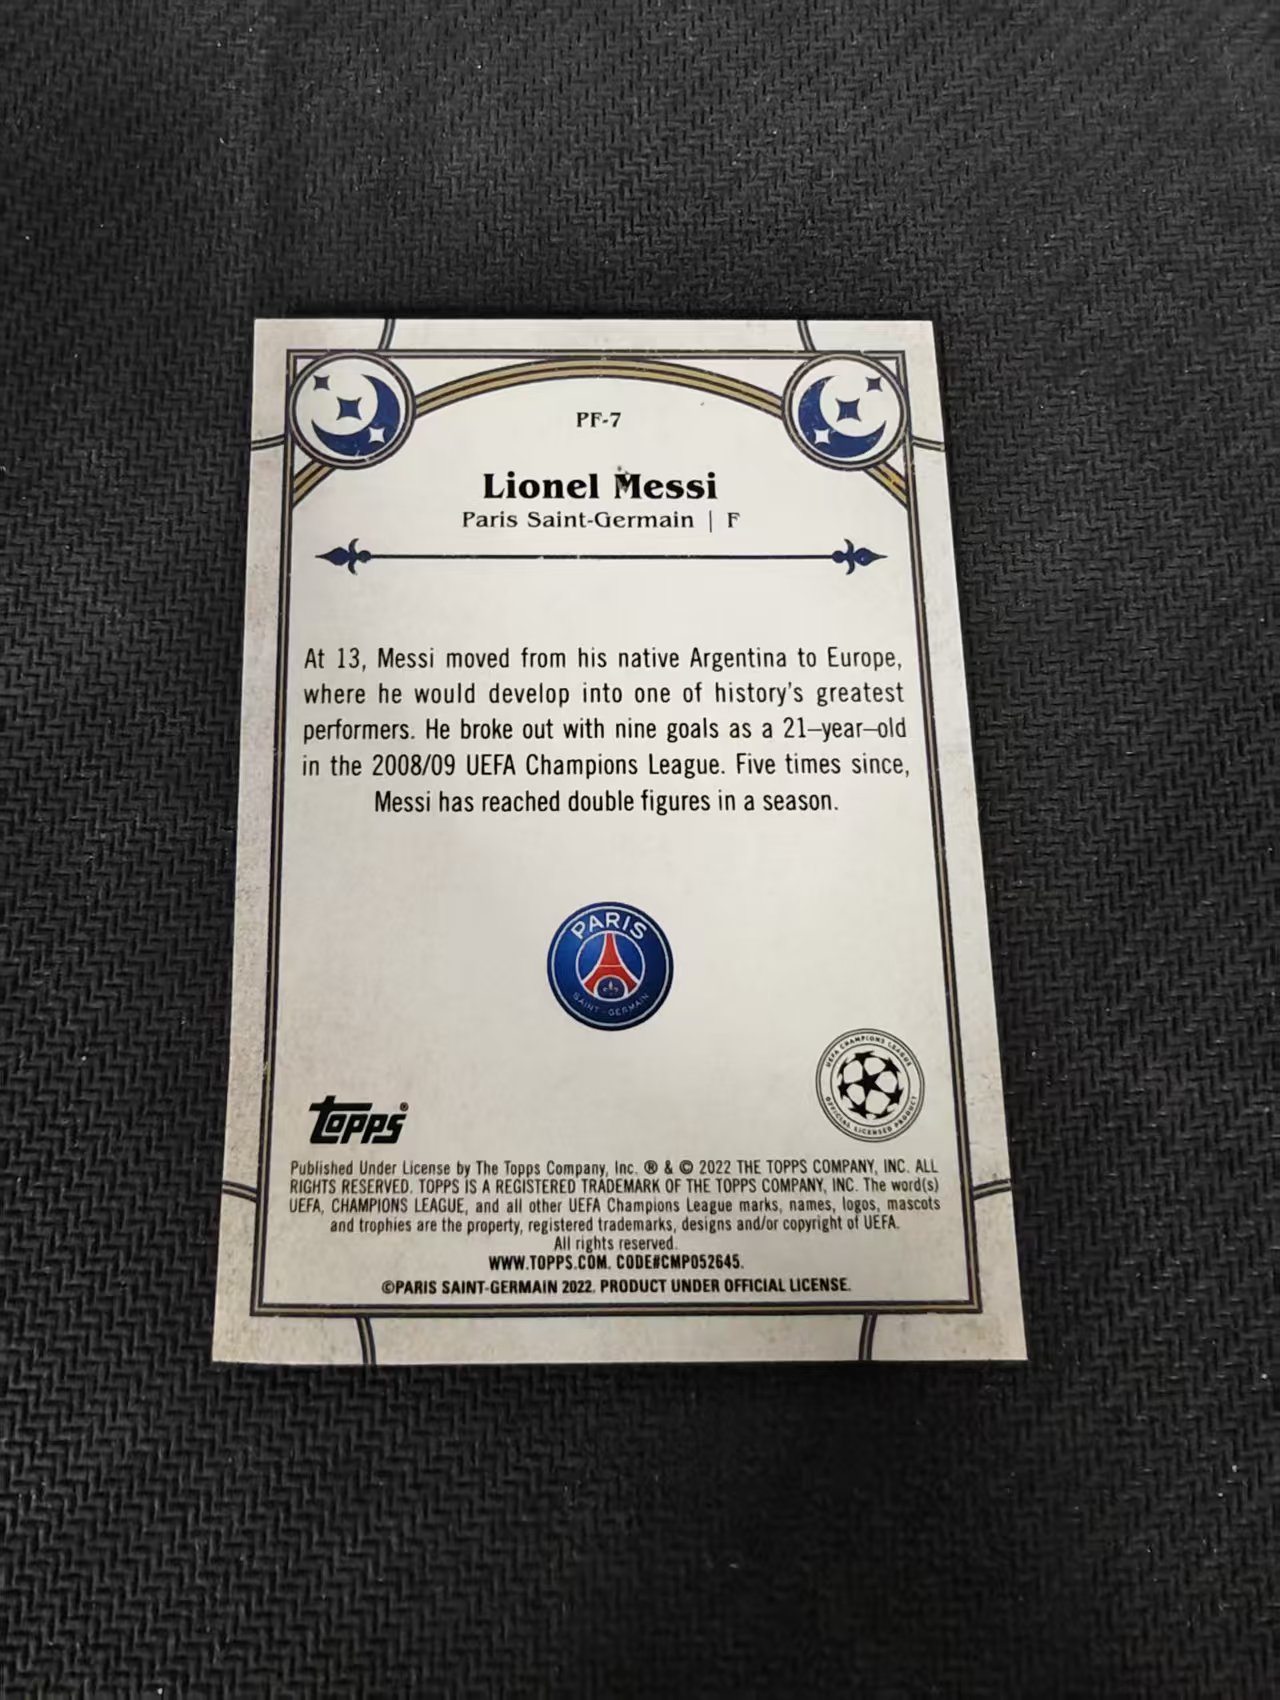 PF-7
Lionel Messi
Paris Saint-Germain | F
At 13, Messi moved from his native Argentina to Europe,
where he would develop into one of history's greatest
performers. He broke out with nine goals as a 21–year–old
in the 2008/09 UEFA Champions League. Five times since,
Messi has reached double figures in a season.
PARIS
SAINT-GERMAIN
UEFA CHAMPIONS LEAGUE
OFFICIAL LICENSED PRODUCT
Topps®
Published Under License by The Topps Company, Inc. ® & © 2022 THE TOPPS COMPANY, INC. ALL
RIGHTS RESERVED. TOPPS IS A REGISTERED TRADEMARK OF THE TOPPS COMPANY, INC. The word(s)
UEFA, CHAMPIONS LEAGUE, and all other UEFA Champions League marks, names, logos, mascots
and trophies are the property, registered trademarks, designs and/or copyright of UEFA.
All rights reserved.
WWW.TOPPS.COM. CODE#CMP052645.
©PARIS SAINT-GERMAIN 2022. PRODUCT UNDER OFFICIAL LICENSE.